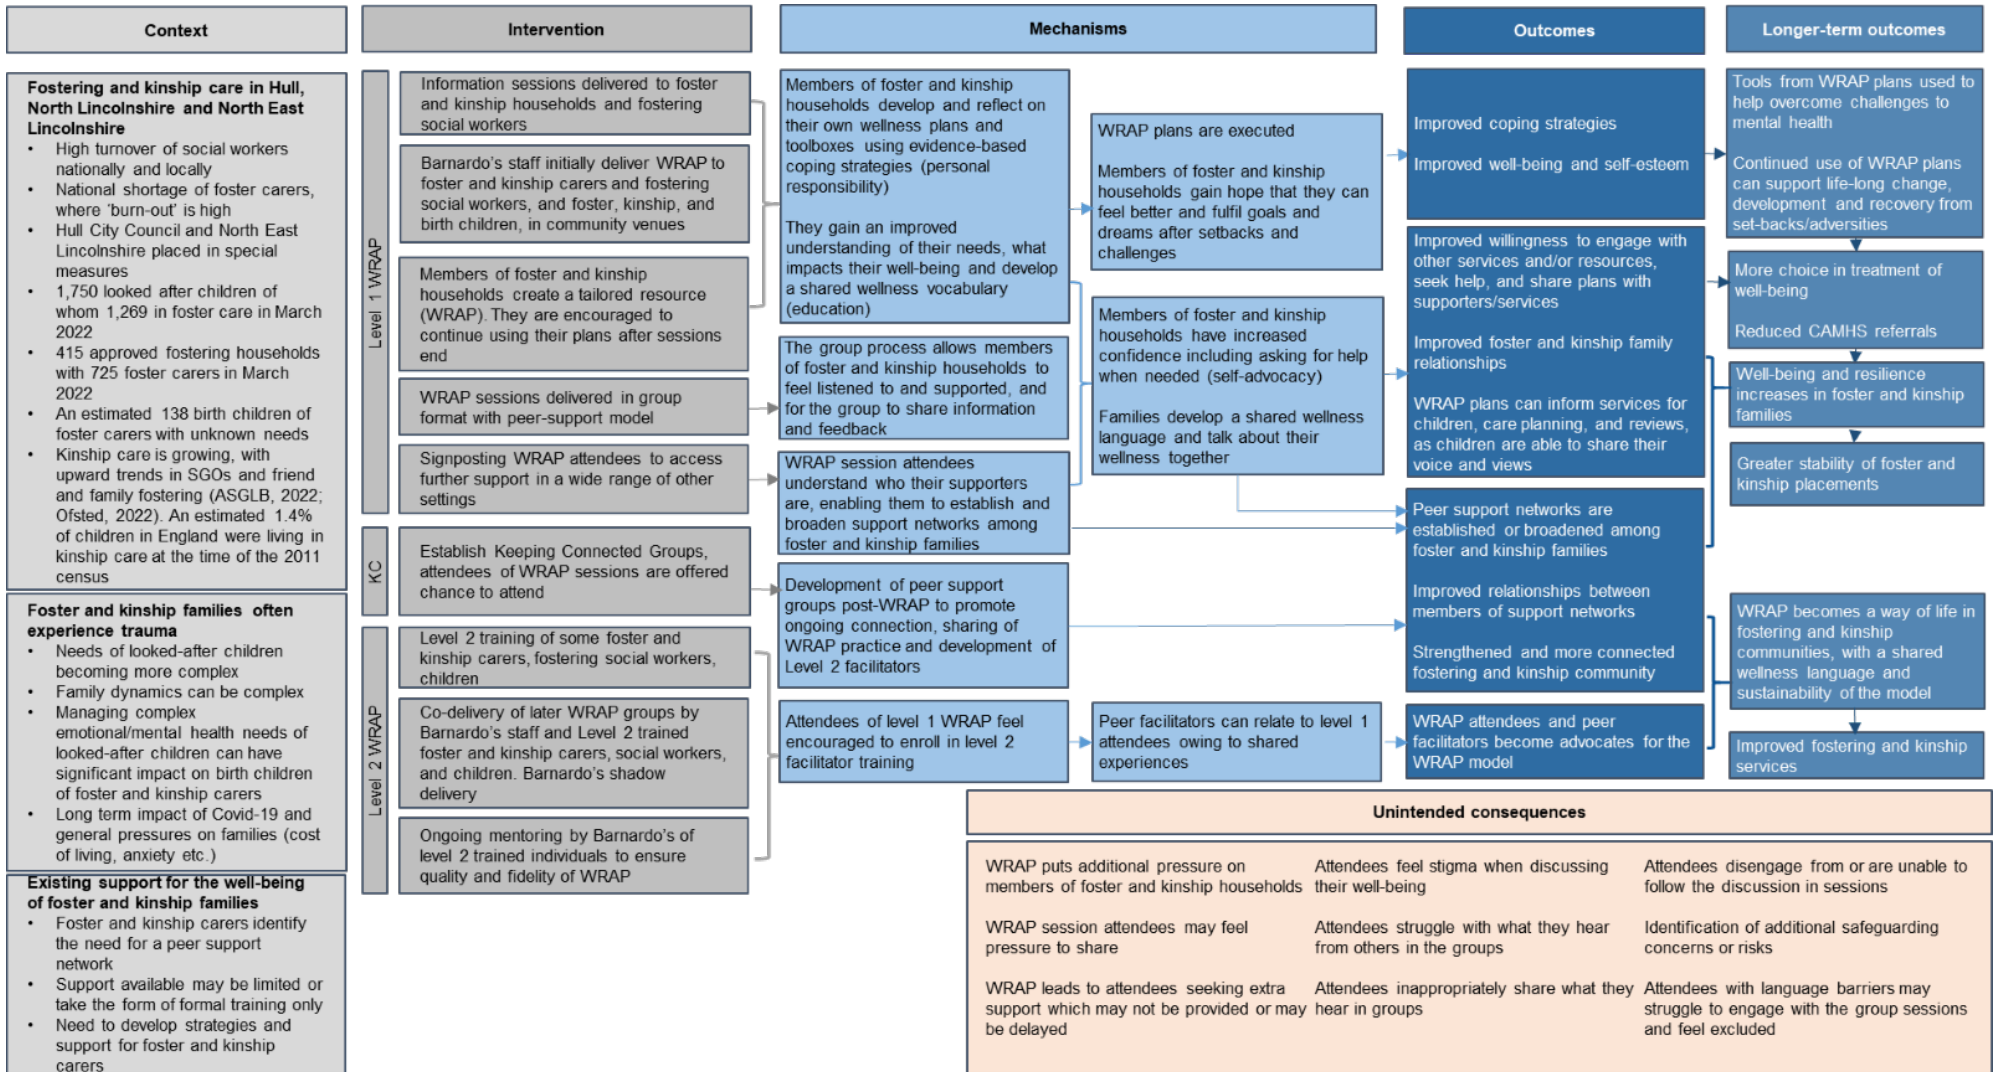 Context
Fostering and kinship care in Hull,
North Lincolnshire and North East
Lincolnshire
• High turnover of social workers
nationally and locally
• National shortage of foster carers,
where ‘burn-out’ is high
• Hull City Council and North East
Lincolnshire placed in special
measures
• 1,750 looked after children of
whom 1,269 in foster care in March
2022
• 415 approved fostering households
with 725 foster carers in March
2022
• An estimated 138 birth children of
foster carers with unknown needs
• Kinship care is growing, with
upward trends in SGOs and friend
and family fostering (ASGLB, 2022;
Ofsted, 2022). An estimated 1.4%
of children in England were living in
kinship care at the time of the 2011
census
Foster and kinship families often
experience trauma
• Needs of looked-after children
becoming more complex
• Family dynamics can be complex
• Managing complex
emotional/mental health needs of
looked-after children can have
significant impact on birth children
of foster and kinship carers
• Long term impact of Covid-19 and
general pressures on families (cost
of living, anxiety etc.)
Existing support for the well-being
of foster and kinship families
• Foster and kinship carers identify
the need for a peer support
network
• Support available may be limited or
take the form of formal training only
• Need to develop strategies and
support for foster and kinship
carers
Intervention
Level 1 WRAP
Information sessions delivered to foster
and kinship households and fostering
social workers
Barnardo’s staff initially deliver WRAP to
foster and kinship carers and fostering
social workers, and foster, kinship, and
birth children, in community venues
Members of foster and kinship
households create a tailored resource
(WRAP). They are encouraged to
continue using their plans after sessions
end
WRAP sessions delivered in group
format with peer-support model
Signposting WRAP attendees to access
further support in a wide range of other
settings
KC
Establish Keeping Connected Groups,
attendees of WRAP sessions are offered
chance to attend
Level 2 WRAP
Level 2 training of some foster and
kinship carers, fostering social workers,
children
Co-delivery of later WRAP groups by
Barnardo’s staff and Level 2 trained
foster and kinship carers, social workers,
and children. Barnardo’s shadow
delivery
Ongoing mentoring by Barnardo’s of
level 2 trained individuals to ensure
quality and fidelity of WRAP
Mechanisms
Members of foster and kinship
households develop and reflect on
their own wellness plans and
toolboxes using evidence-based
coping strategies (personal
responsibility)
They gain an improved
understanding of their needs, what
impacts their well-being and develop
a shared wellness vocabulary
(education)
The group process allows members
of foster and kinship households to
feel listened to and supported, and
for the group to share information
and feedback
WRAP session attendees
understand who their supporters
are, enabling them to establish and
broaden support networks among
foster and kinship families
Development of peer support
groups post-WRAP to promote
ongoing connection, sharing of
WRAP practice and development of
Level 2 facilitators
Attendees of level 1 WRAP feel
encouraged to enroll in level 2
facilitator training
WRAP plans are executed
Members of foster and kinship
households gain hope that they can
feel better and fulfil goals and
dreams after setbacks and
challenges
Members of foster and kinship
households have increased
confidence including asking for help
when needed (self-advocacy)
Families develop a shared wellness
language and talk about their
wellness together
Peer facilitators can relate to level 1
attendees owing to shared
experiences
Outcomes
Improved coping strategies
Improved well-being and self-esteem
Improved willingness to engage with
other services and/or resources,
seek help, and share plans with
supporters/services
Improved foster and kinship family
relationships
WRAP plans can inform services for
children, care planning, and reviews,
as children are able to share their
voice and views
Peer support networks are
established or broadened among
foster and kinship families
Improved relationships between
members of support networks
Strengthened and more connected
fostering and kinship community
WRAP attendees and peer
facilitators become advocates for the
WRAP model
Longer-term outcomes
Tools from WRAP plans used to
help overcome challenges to
mental health
Continued use of WRAP plans
can support life-long change,
development and recovery from
set-backs/adversities
More choice in treatment of
well-being
Reduced CAMHS referrals
Well-being and resilience
increases in foster and kinship
families
Greater stability of foster and
kinship placements
WRAP becomes a way of life in
fostering and kinship
communities, with a shared
wellness language and
sustainability of the model
Improved fostering and kinship
services
Unintended consequences
WRAP puts additional pressure on
members of foster and kinship households
WRAP session attendees may feel
pressure to share
WRAP leads to attendees seeking extra
support which may not be provided or may
be delayed
Attendees feel stigma when discussing
their well-being
Attendees struggle with what they hear
from others in the groups
Attendees inappropriately share what they
hear in groups
Attendees disengage from or are unable to
follow the discussion in sessions
Identification of additional safeguarding
concerns or risks
Attendees with language barriers may
struggle to engage with the group sessions
and feel excluded